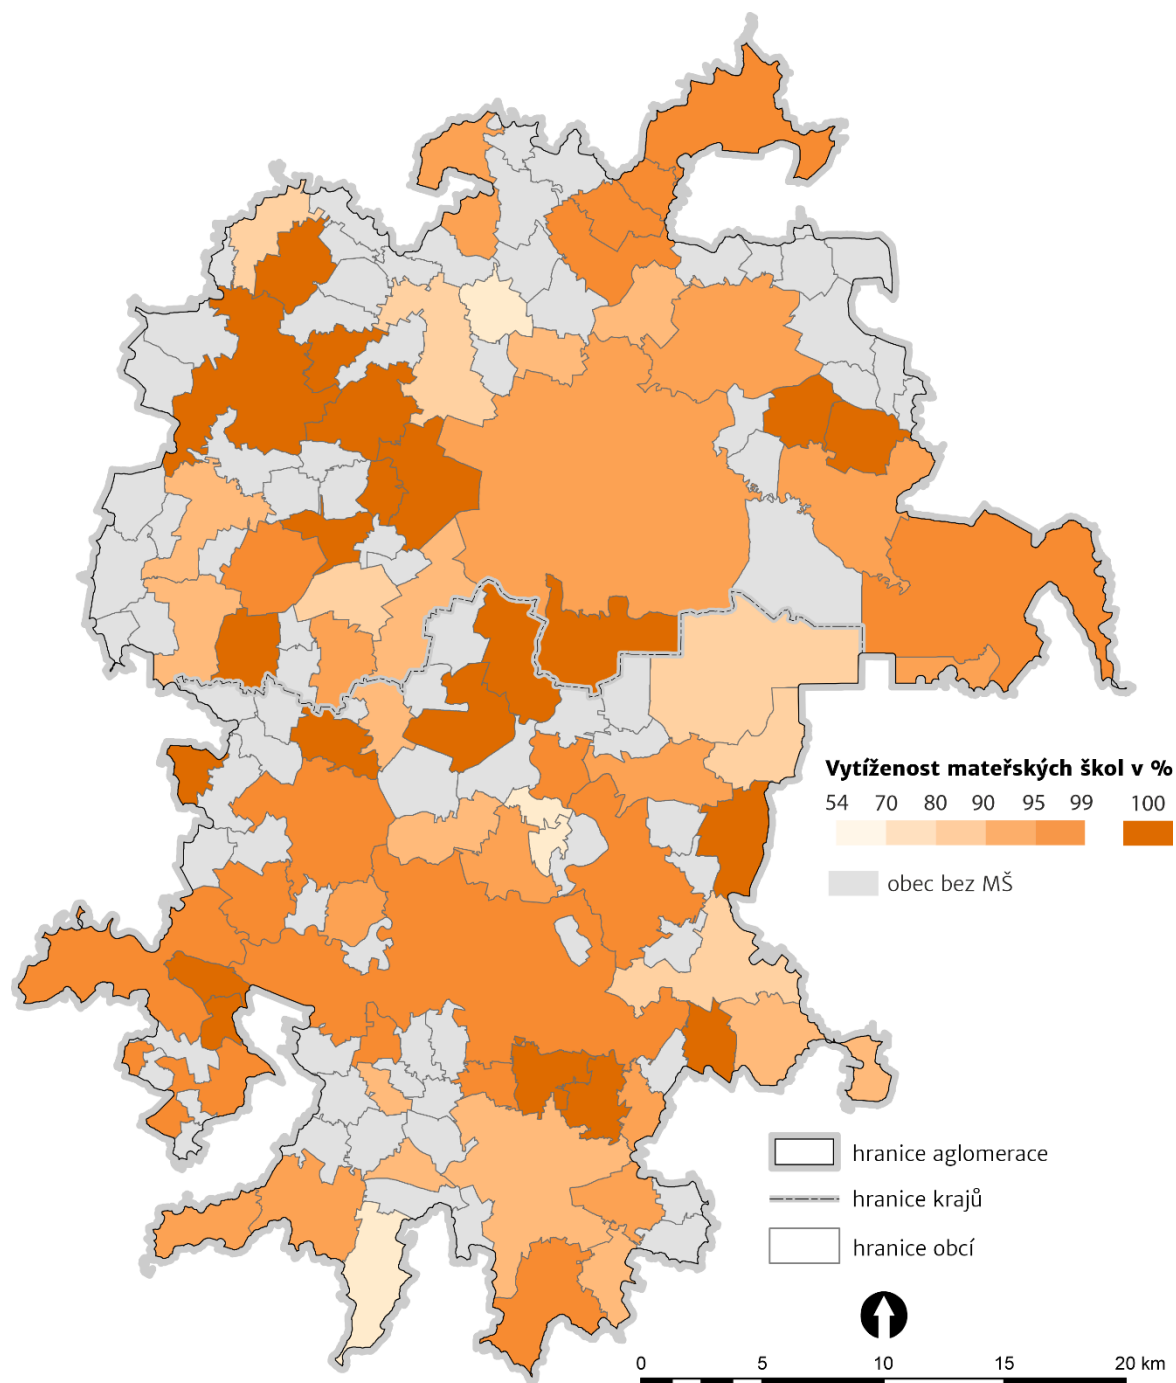 Vytíženost mateřských škol v %
54 70 80 90 95 99 100
obec bez MŠ
hranice aglomerace
hranice krajů
hranice obcí
0 5 10 15 20 km